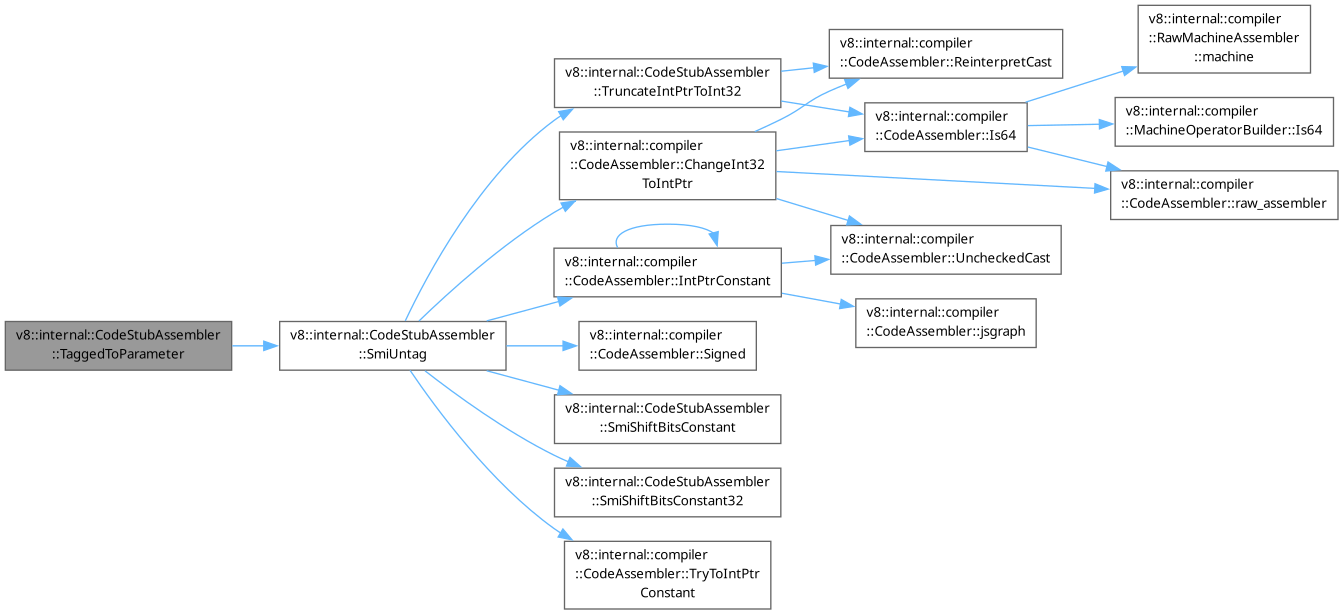 v8::internal::CodeStubAssembler
::TaggedToParameter
v8::internal::CodeStubAssembler
::SmiUntag
v8::internal::CodeStubAssembler
::TruncateIntPtrToInt32
v8::internal::compiler
::CodeAssembler::ChangeInt32
ToIntPtr
v8::internal::compiler
::CodeAssembler::IntPtrConstant
v8::internal::compiler
::CodeAssembler::Signed
v8::internal::CodeStubAssembler
::SmiShiftBitsConstant
v8::internal::CodeStubAssembler
::SmiShiftBitsConstant32
v8::internal::compiler
::CodeAssembler::TryToIntPtr
Constant
v8::internal::compiler
::CodeAssembler::ReinterpretCast
v8::internal::compiler
::CodeAssembler::Is64
v8::internal::compiler
::CodeAssembler::UncheckedCast
v8::internal::compiler
::CodeAssembler::jsgraph
v8::internal::compiler
::RawMachineAssembler
::machine
v8::internal::compiler
::MachineOperatorBuilder::Is64
v8::internal::compiler
::CodeAssembler::raw_assembler